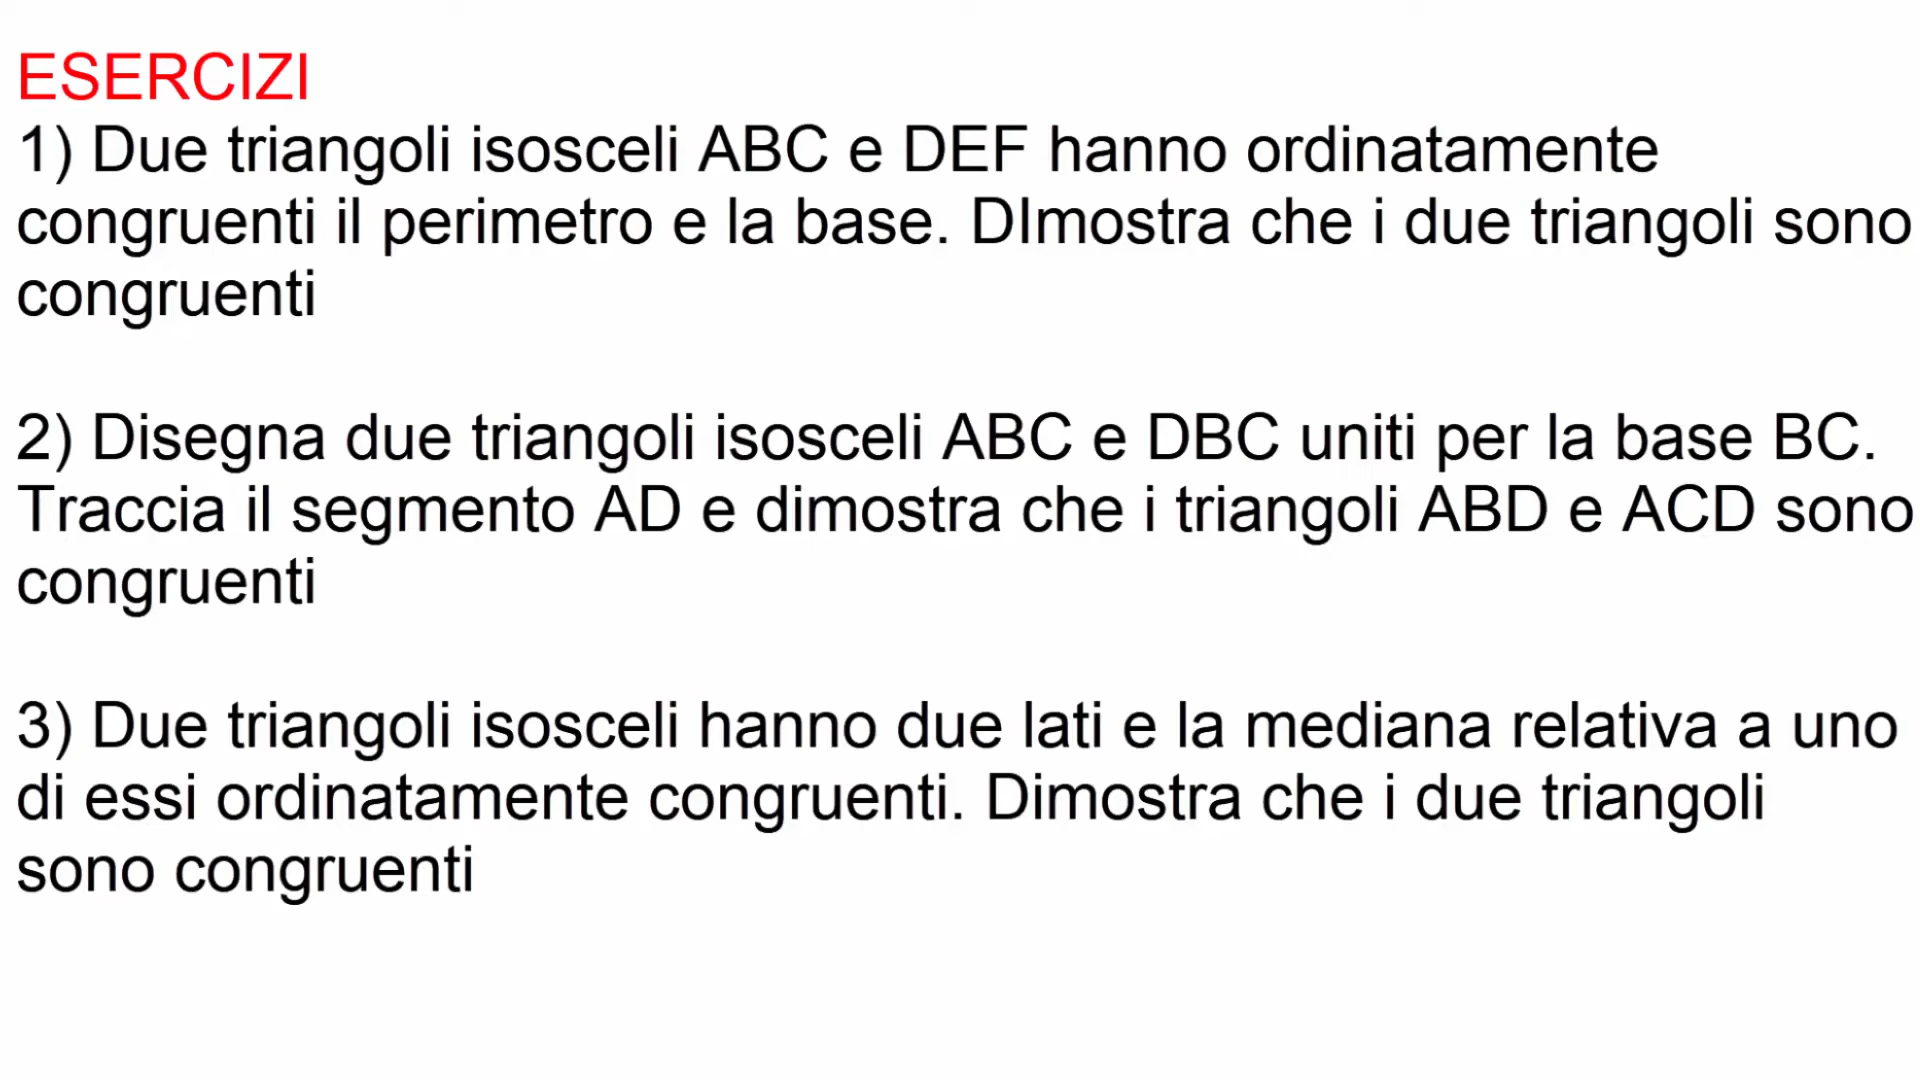 ESERCIZI
1) Due triangoli isosceli ABC e DEF hanno ordinatamente
congruenti il perimetro e la base. DImostra che i due triangoli sono
congruenti
2) Disegna due triangoli isosceli ABC e DBC uniti per la base BC.
Traccia il segmento AD e dimostra che i triangoli ABD e ACD sono
congruenti
3) Due triangoli isosceli hanno due lati e la mediana relativa a uno
di essi ordinatamente congruenti. Dimostra che i due triangoli
sono congruenti